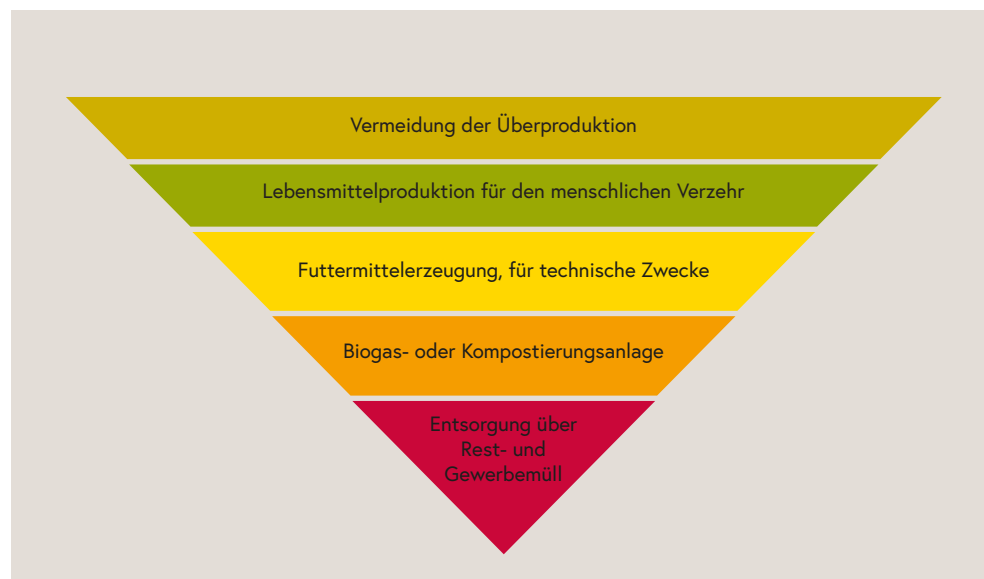 Vermeidung der Überproduktion
Lebensmittelproduktion für den menschlichen Verzehr
Futtermittelerzeugung, für technische Zwecke
Biogas- oder Kompostierungsanlage
Entsorgung über
Rest- und
Gewerbemüll